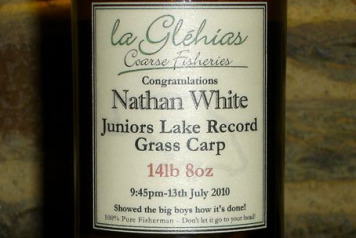 la Gléhias
Coarse Fisheries
Congratulations
Nathan White
Juniors Lake Record
Grass Carp
14lb 8oz
9:45pm-13th July 2010
Showed the big boys how it's done!
100% Pure Fisherman - Don't let it go to your head!